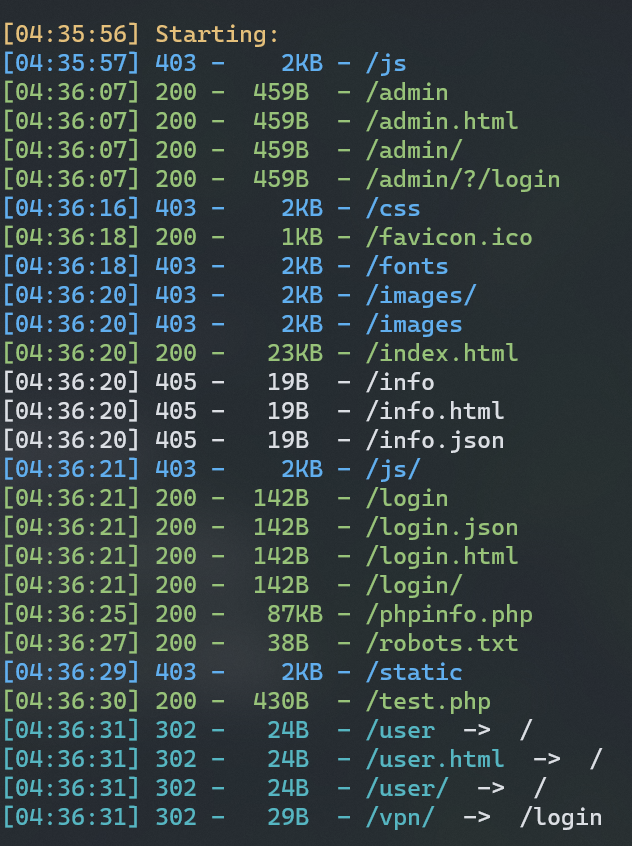 [04:35:56] Starting:
[04:35:57] 403 -    2KB - /js
[04:36:07] 200 -  459B  - /admin
[04:36:07] 200 -  459B  - /admin.html
[04:36:07] 200 -  459B  - /admin/
[04:36:07] 200 -  459B  - /admin/?/login
[04:36:16] 403 -    2KB - /css
[04:36:18] 200 -    1KB - /favicon.ico
[04:36:18] 403 -    2KB - /fonts
[04:36:20] 403 -    2KB - /images/
[04:36:20] 403 -    2KB - /images
[04:36:20] 200 -   23KB - /index.html
[04:36:20] 405 -   19B  - /info
[04:36:20] 405 -   19B  - /info.html
[04:36:20] 405 -   19B  - /info.json
[04:36:21] 403 -    2KB - /js/
[04:36:21] 200 -  142B  - /login
[04:36:21] 200 -  142B  - /login.json
[04:36:21] 200 -  142B  - /login.html
[04:36:21] 200 -  142B  - /login/
[04:36:25] 200 -   87KB - /phpinfo.php
[04:36:27] 200 -   38B  - /robots.txt
[04:36:29] 403 -    2KB - /static
[04:36:30] 200 -  430B  - /test.php
[04:36:31] 302 -   24B  - /user  ->  /
[04:36:31] 302 -   24B  - /user.html  ->  /
[04:36:31] 302 -   24B  - /user/  ->  /
[04:36:31] 302 -   29B  - /vpn/  ->  /login